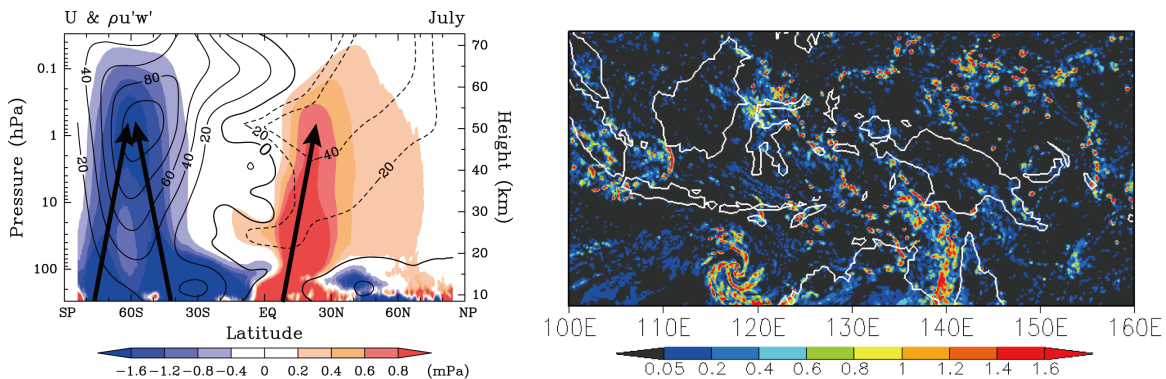 U & ρu'w' July
0.1
1
10
100
Pressure (hPa)
70
60
50
40
30
20
10
Height (km)
40
80
20
20
40
60
0
-20
-40
-20
SP 60S 30S EQ 30N 60N NP
Latitude
-1.6 -1.2 -0.8 -0.4 0 0.2 0.4 0.6 0.8 (mPa)
100E 110E 120E 130E 140E 150E 160E
0.05 0.2 0.4 0.6 0.8 1 1.2 1.4 1.6